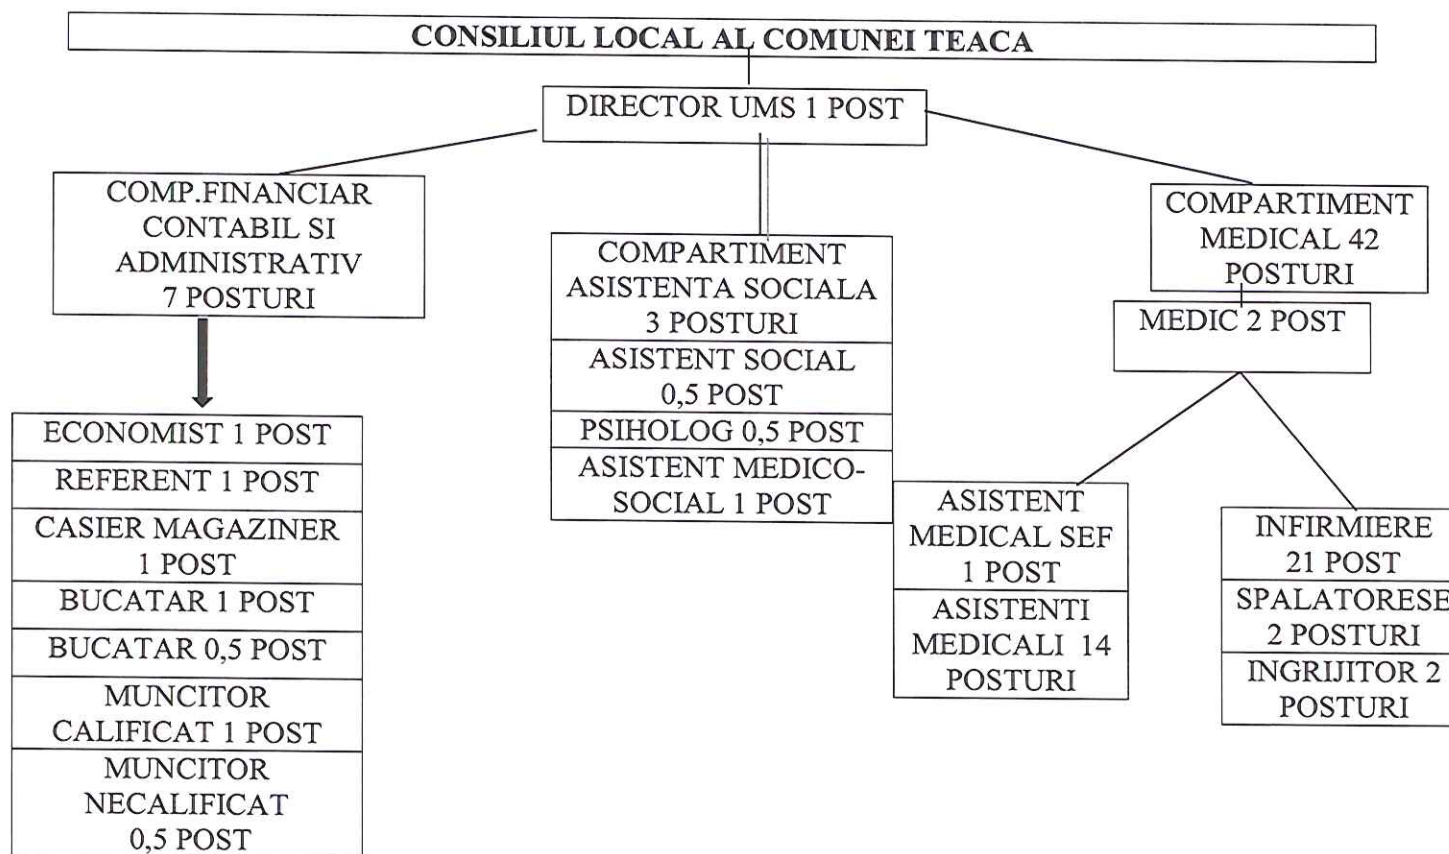 CONSILIUL LOCAL AL COMUNEI TEACA
DIRECTOR UMS 1 POST
COMP.FINANCIAR
CONTABIL SI
ADMINISTRATIV
7 POSTURI
ECONOMIST 1 POST
REFERENT 1 POST
CASIER MAGAZINER
1 POST
BUCATAR 1 POST
BUCATAR 0,5 POST
MUNCITOR
CALIFICAT 1 POST
MUNCITOR
NECALIFICAT
0,5 POST
COMPARTIMENT
ASISTENTA SOCIALA
3 POSTURI
ASISTENT SOCIAL
0,5 POST
PSIHOLOG 0,5 POST
ASISTENT MEDICO-
SOCIAL 1 POST
COMPARTIMENT
MEDICAL 42
POSTURI
MEDIC 2 POST
ASISTENT
MEDICAL SEF
1 POST
ASISTENTI
MEDICALI 14
POSTURI
INFIRMIERE
21 POST
SPALATORESE
2 POSTURI
INGRIJITOR 2
POSTURI